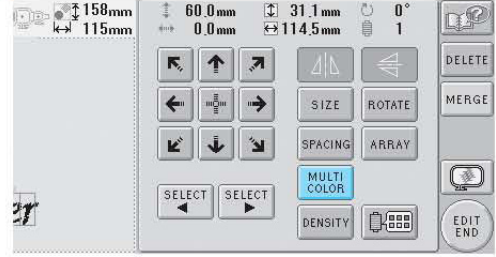 158mm 60.0mm 31.1mm 0°
115mm 0.0mm 114.5mm 1
DELETE
SIZE ROTATE MERGE
SPACING ARRAY
MULTI
COLOR
SELECT SELECT
DENSITY EDIT
END
er